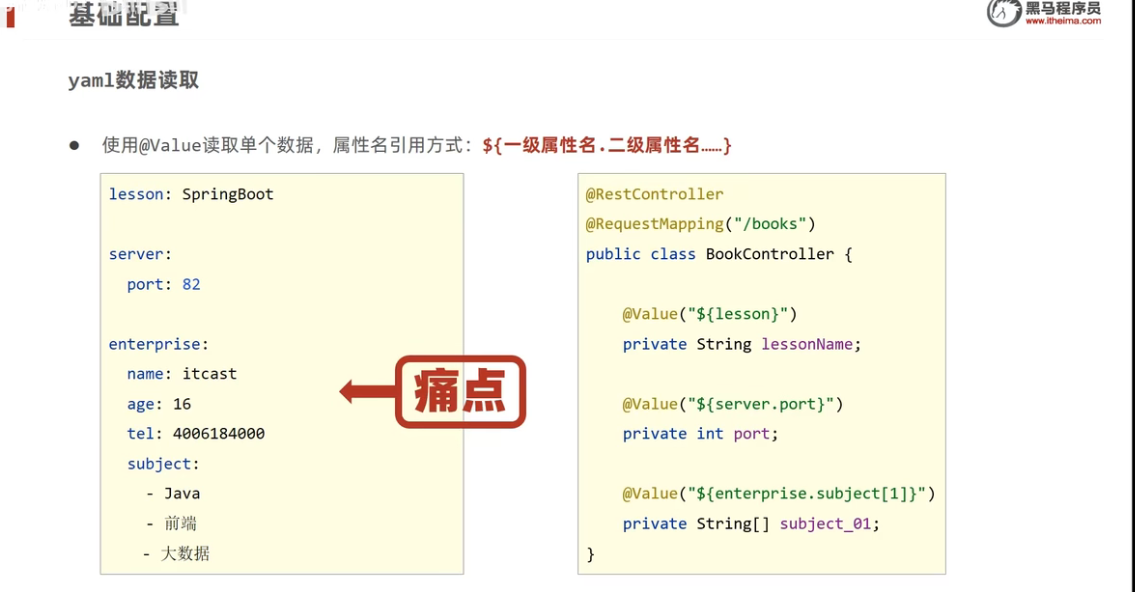 基础配置
黑马程序员
www.itheima.com
yaml数据读取
● 使用@Value读取单个数据，属性名引用方式：${一级属性名.二级属性名……}
lesson: SpringBoot
server:
  port: 82
enterprise:
  name: itcast
  age: 16
  tel: 4006184000
  subject:
    - Java
    - 前端
    - 大数据
痛点
@RestController
@RequestMapping("/books")
public class BookController {
    @Value("${lesson}")
    private String lessonName;
    @Value("${server.port}")
    private int port;
    @Value("${enterprise.subject[1]}")
    private String[] subject_01;
}